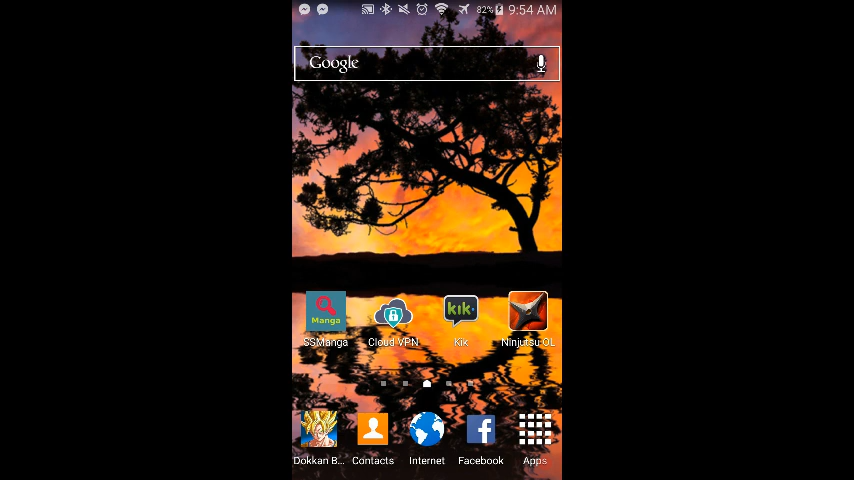 82% 9:54 AM
Google
Manga
kik
SSManga Cloud VPN Kik Ninjutsu OL
Dokkan B... Contacts Internet Facebook Apps